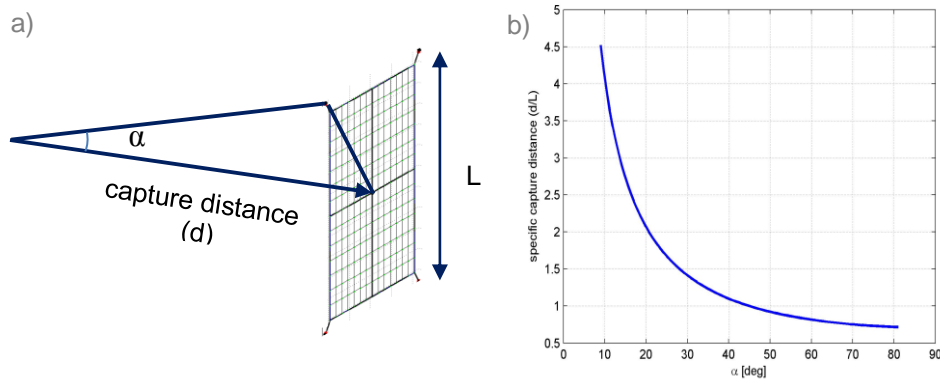 a)
α
capture distance
(d)
L
b)
specific capture distance (d/L)
5
4.5
4
3.5
3
2.5
2
1.5
1
0.5
0
10
20
30
40
50
60
70
80
90
α [deg]